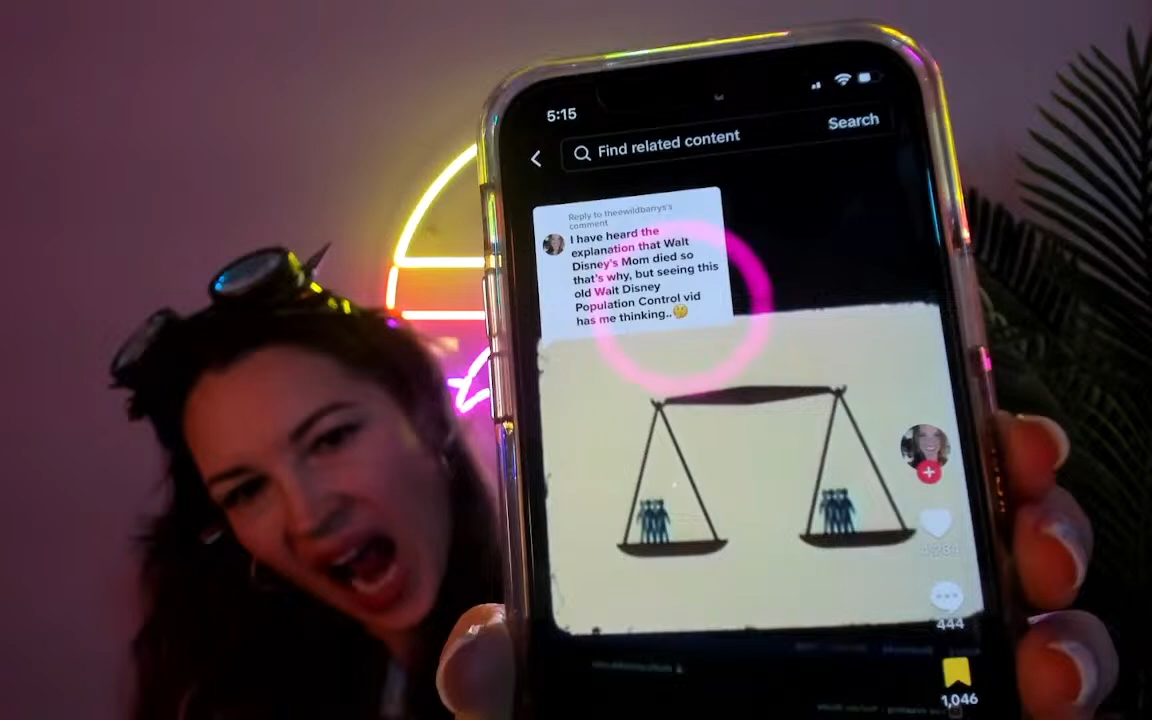 5:15
Find related content
Search
Reply to theewildbarrys's
comment
I have heard the
explanation that Walt
Disney's Mom died so
that's why, but seeing this
old Walt Disney
Population Control vid
has me thinking..🤔
444
1,046